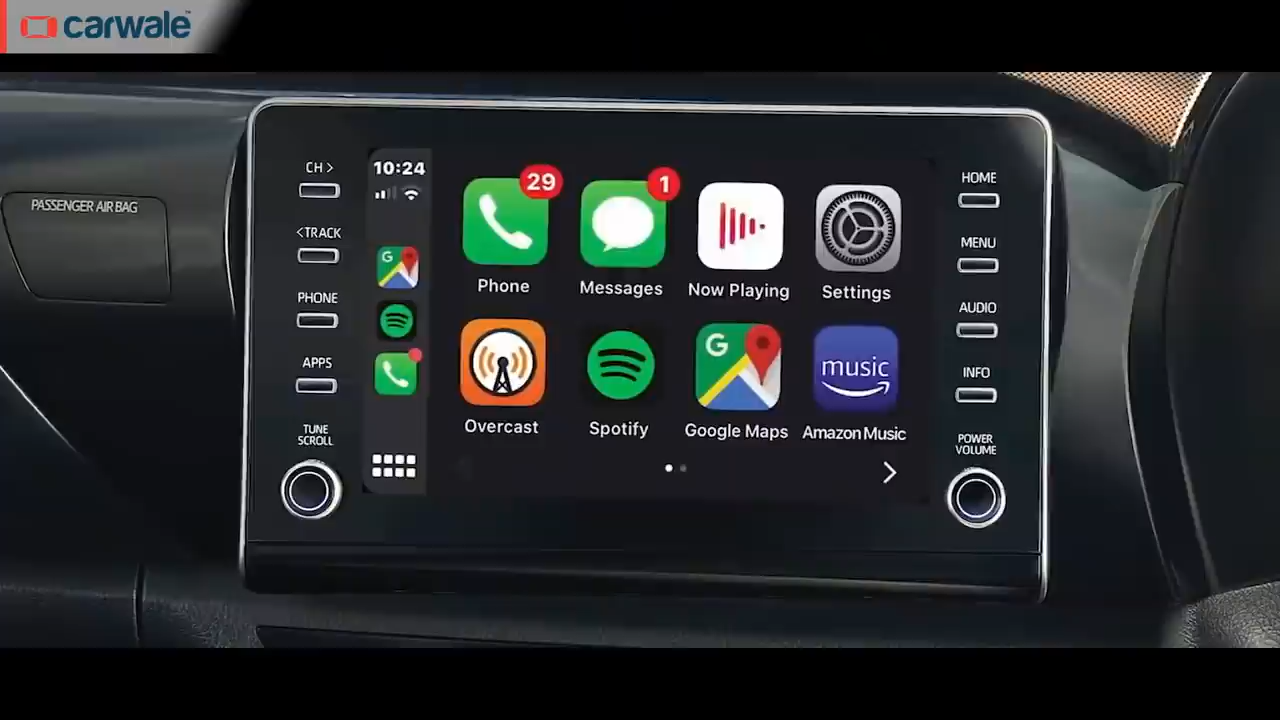 carwale™
PASSENGER AIR BAG
CH >
<TRACK
PHONE
APPS
TUNE
SCROLL
10:24
G
29
Phone
1
Messages
Now Playing
Settings
Overcast
Spotify
G
Google Maps
music
Amazon Music
HOME
MENU
AUDIO
INFO
POWER
VOLUME